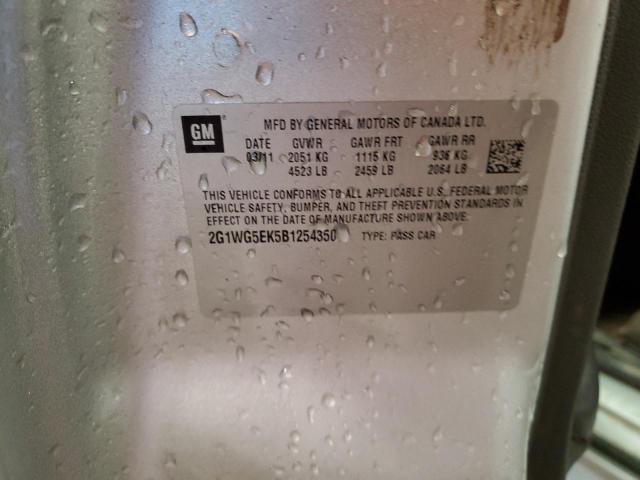 GM
MFD BY GENERAL MOTORS OF CANADA LTD.
DATE GVWR GAWR FRT GAWR RR
03/11 2051 KG 1115 KG 936 KG
4523 LB 2459 LB 2064 LB
THIS VEHICLE CONFORMS TO ALL APPLICABLE U.S. FEDERAL MOTOR
VEHICLE SAFETY, BUMPER, AND THEFT PREVENTION STANDARDS IN
EFFECT ON THE DATE OF MANUFACTURE SHOWN ABOVE.
2G1WG5EK5B1254350 TYPE: PASS CAR